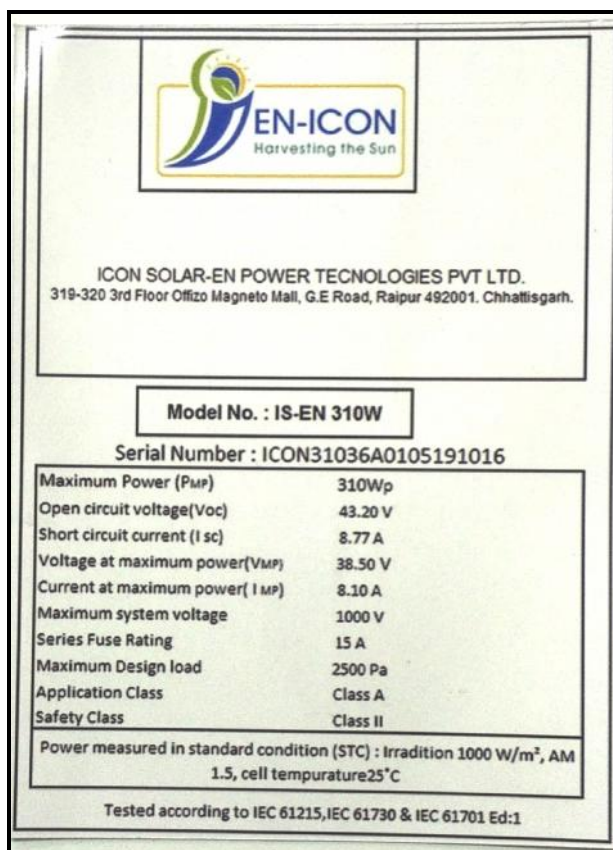 EN-ICON
Harvesting the Sun
ICON SOLAR-EN POWER TECNOLOGIES PVT LTD.
319-320 3rd Floor Offizo Magneto Mall, G.E Road, Raipur 492001. Chhattisgarh.
Model No. : IS-EN 310W
Serial Number : ICON31036A0105191016
Maximum Power (PMP) 310Wp
Open circuit voltage(Voc) 43.20 V
Short circuit current (I sc) 8.77 A
Voltage at maximum power(VMP) 38.50 V
Current at maximum power( I MP) 8.10 A
Maximum system voltage 1000 V
Series Fuse Rating 15 A
Maximum Design load 2500 Pa
Application Class Class A
Safety Class Class II
Power measured in standard condition (STC) : Irradition 1000 W/m², AM
1.5, cell tempurature25°C
Tested according to IEC 61215,IEC 61730 & IEC 61701 Ed:1